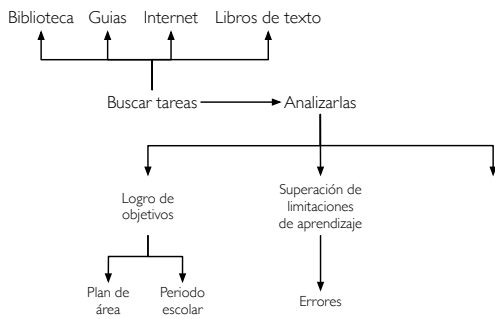 Biblioteca Guias Internet Libros de texto
Buscar tareas Analizarlas
Logro de
objetivos
Superación de
limitaciones
de aprendizaje
Plan de
área
Periodo
escolar
Errores